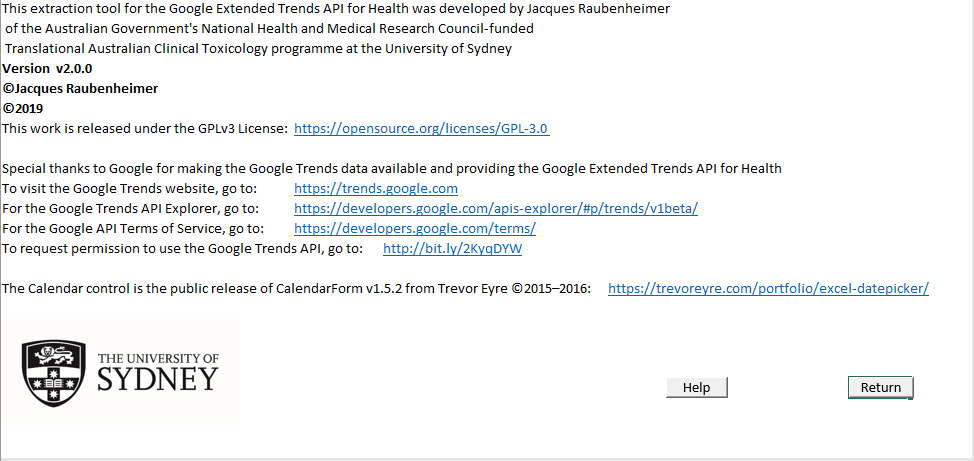 This extraction tool for the Google Extended Trends API for Health was developed by Jacques Raubenheimer
of the Australian Government's National Health and Medical Research Council-funded
Translational Australian Clinical Toxicology programme at the University of Sydney
Version v2.0.0
©Jacques Raubenheimer
©2019
This work is released under the GPLv3 License: https://opensource.org/licenses/GPL-3.0
Special thanks to Google for making the Google Trends data available and providing the Google Extended Trends API for Health
To visit the Google Trends website, go to: https://trends.google.com
For the Google Trends API Explorer, go to: https://developers.google.com/apis-explorer/#p/trends/v1beta/
For the Google API Terms of Service, go to: https://developers.google.com/terms/
To request permission to use the Google Trends API, go to: http://bit.ly/2KyqDYW
The Calendar control is the public release of CalendarForm v1.5.2 from Trevor Eyre ©2015–2016: https://trevoreyre.com/portfolio/excel-datepicker/
THE UNIVERSITY OF
SYDNEY
Help Return